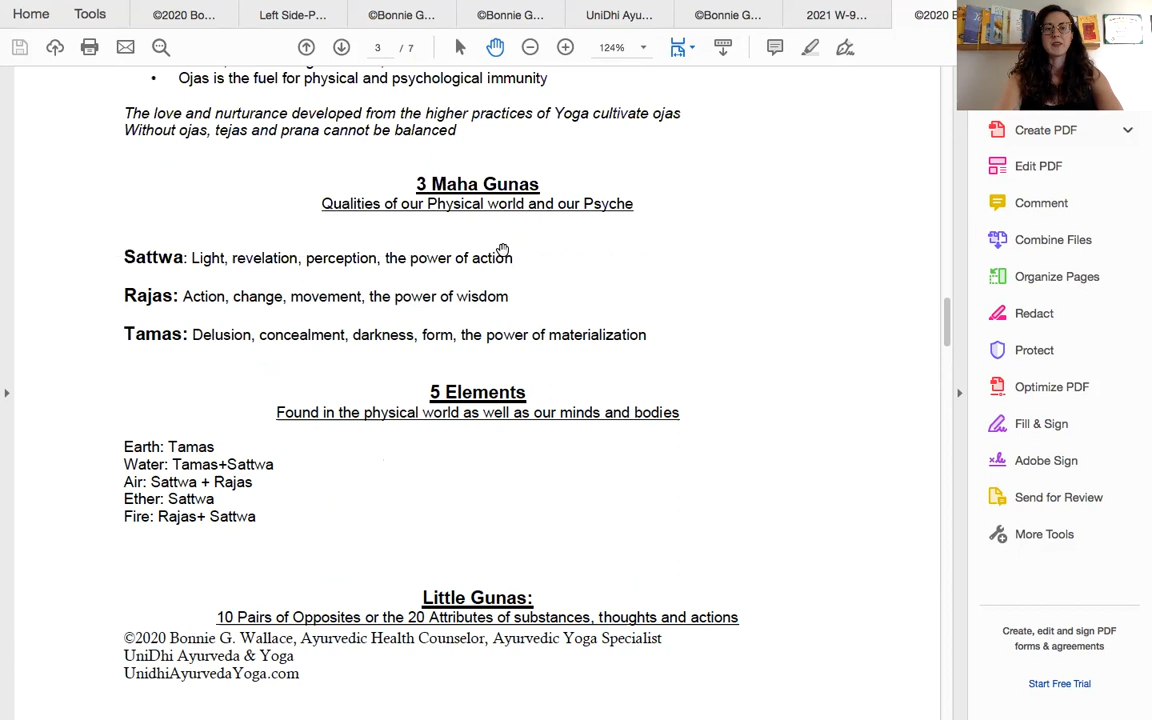 Home Tools ©2020 Bo... Left Side-P... ©Bonnie G... ©Bonnie G... UniDhi Ayu... ©Bonnie G... 2021 W-9... ©2020 B
3 / 7 124%
• Ojas is the fuel for physical and psychological immunity
The love and nurturance developed from the higher practices of Yoga cultivate ojas
Without ojas, tejas and prana cannot be balanced
3 Maha Gunas
Qualities of our Physical world and our Psyche
Sattwa: Light, revelation, perception, the power of action
Rajas: Action, change, movement, the power of wisdom
Tamas: Delusion, concealment, darkness, form, the power of materialization
5 Elements
Found in the physical world as well as our minds and bodies
Earth: Tamas
Water: Tamas+Sattwa
Air: Sattwa + Rajas
Ether: Sattwa
Fire: Rajas+ Sattwa
Little Gunas:
10 Pairs of Opposites or the 20 Attributes of substances, thoughts and actions
©2020 Bonnie G. Wallace, Ayurvedic Health Counselor, Ayurvedic Yoga Specialist
UniDhi Ayurveda & Yoga
UnidhiAyurvedaYoga.com
Create PDF
Edit PDF
Comment
Combine Files
Organize Pages
Redact
Protect
Optimize PDF
Fill & Sign
Adobe Sign
Send for Review
More Tools
Create, edit and sign PDF
forms & agreements
Start Free Trial